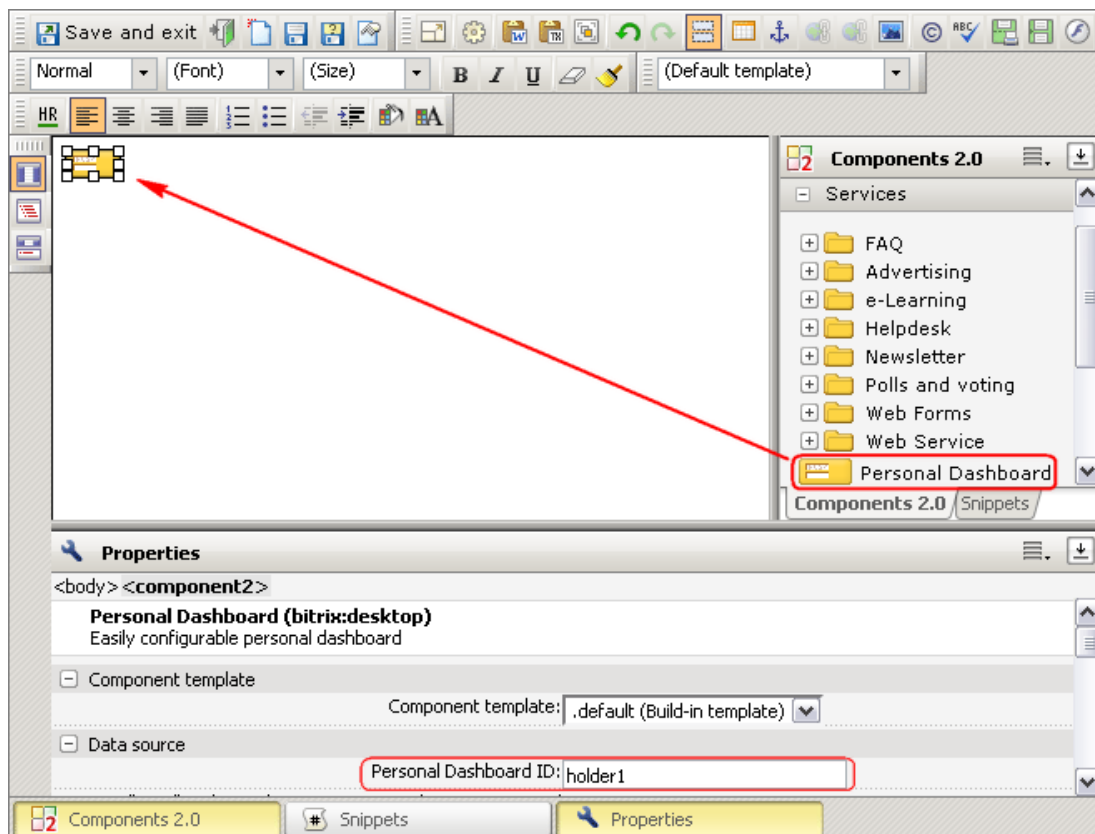 Save and exit
Normal (Font) (Size) B I U (Default template)
HR A
Components 2.0
Services
FAQ
Advertising
e-Learning
Helpdesk
Newsletter
Polls and voting
Web Forms
Web Service
Personal Dashboard
Components 2.0 Snippets
Properties
<body> <component2>
Personal Dashboard (bitrix:desktop)
Easily configurable personal dashboard
Component template
Component template: .default (Build-in template)
Data source
Personal Dashboard ID: holder1
Components 2.0 Snippets Properties